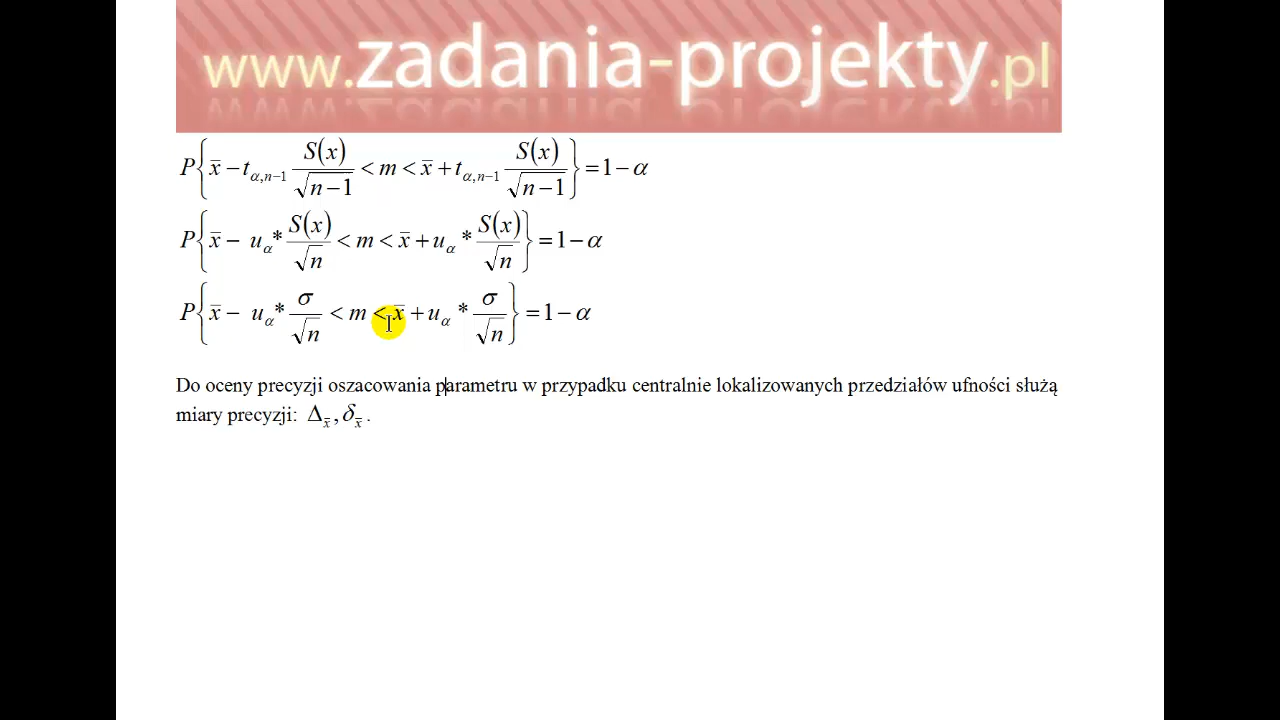 www.zadania-projekty.pl
P{x̄ − t_{α,n−1} S(x)/√(n−1) < m < x̄ + t_{α,n−1} S(x)/√(n−1)} = 1 − α
P{x̄ − u_α * S(x)/√n < m < x̄ + u_α * S(x)/√n} = 1 − α
P{x̄ − u_α * σ/√n < m < x̄ + u_α * σ/√n} = 1 − α
Do oceny precyzji oszacowania parametru w przypadku centralnie lokalizowanych przedziałów ufności służą
miary precyzji: Δ_x̄, δ_x̄.